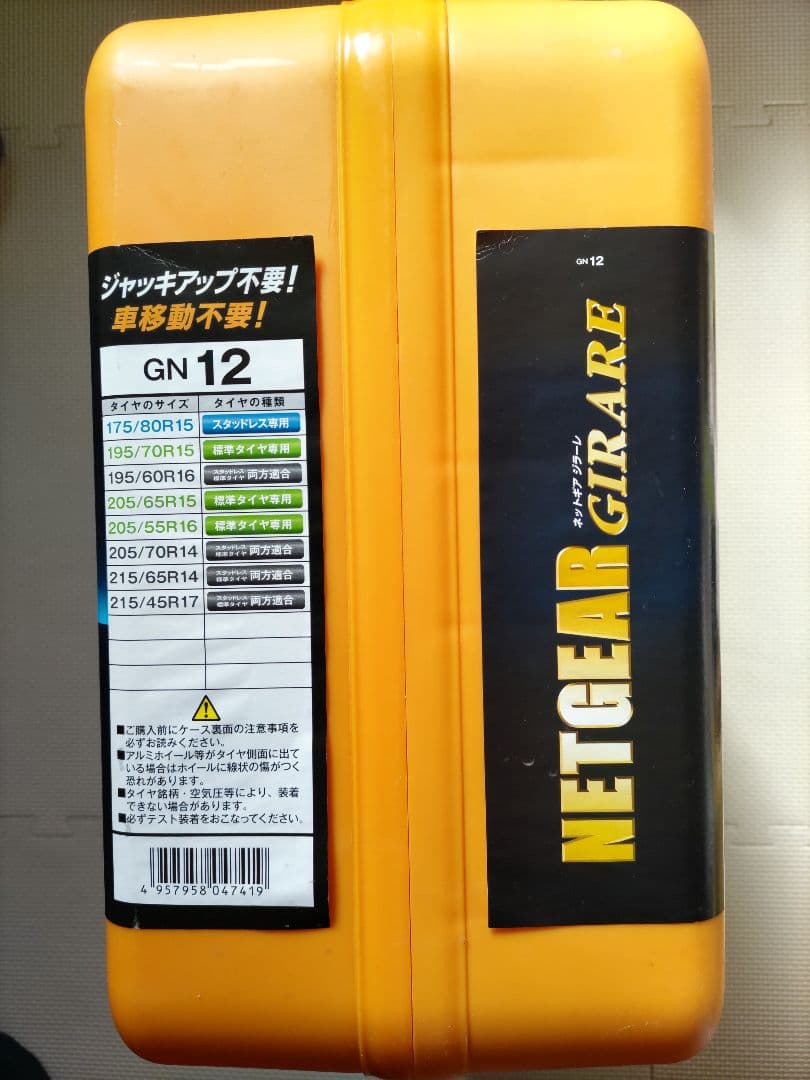 ジャッキアップ不要!
車移動不要!
GN 12
タイヤのサイズ タイヤの種類
175/80R15 スタッドレス専用
195/70R15 標準タイヤ専用
195/60R16 スタッドレス 標準タイヤ 両方適合
205/65R15 標準タイヤ専用
205/55R16 標準タイヤ専用
205/70R14 スタッドレス 標準タイヤ 両方適合
215/65R14 スタッドレス 標準タイヤ 両方適合
215/45R17 スタッドレス 標準タイヤ 両方適合
■ご購入前にケース裏面の注意事項を
必ずお読みください。
■アルミホイール等がタイヤ側面に出て
いる場合はホイールに線状の傷がつく
恐れがあります。
■タイヤ銘柄・空気圧等により、装着
できない場合があります。
■必ずテスト装着をおこなってください。
4 957958 047419
GN 12
ネットギア ジラーレ
NETGEAR GIRARE